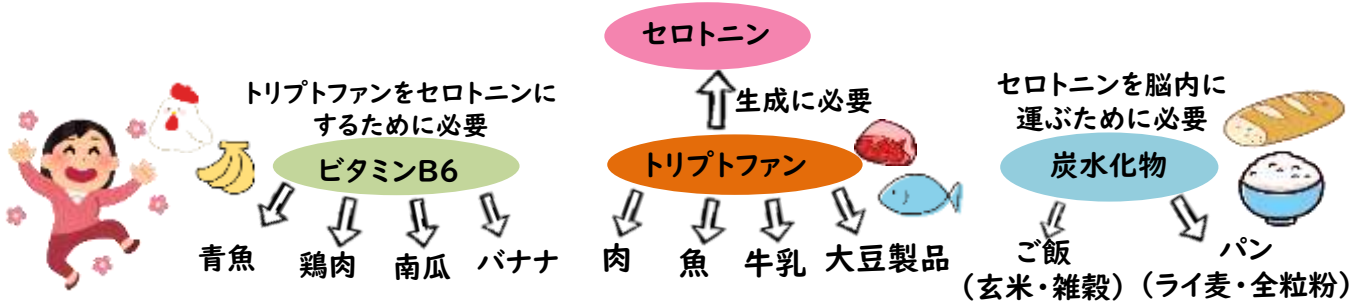 セロトニン
トリプトファンをセロトニンに
するために必要
生成に必要
セロトニンを脳内に
運ぶために必要
ビタミンB6
トリプトファン
炭水化物
青魚
鶏肉
南瓜
バナナ
肉
魚
牛乳
大豆製品
ご飯
(玄米・雑穀)
パン
(ライ麦・全粒粉)